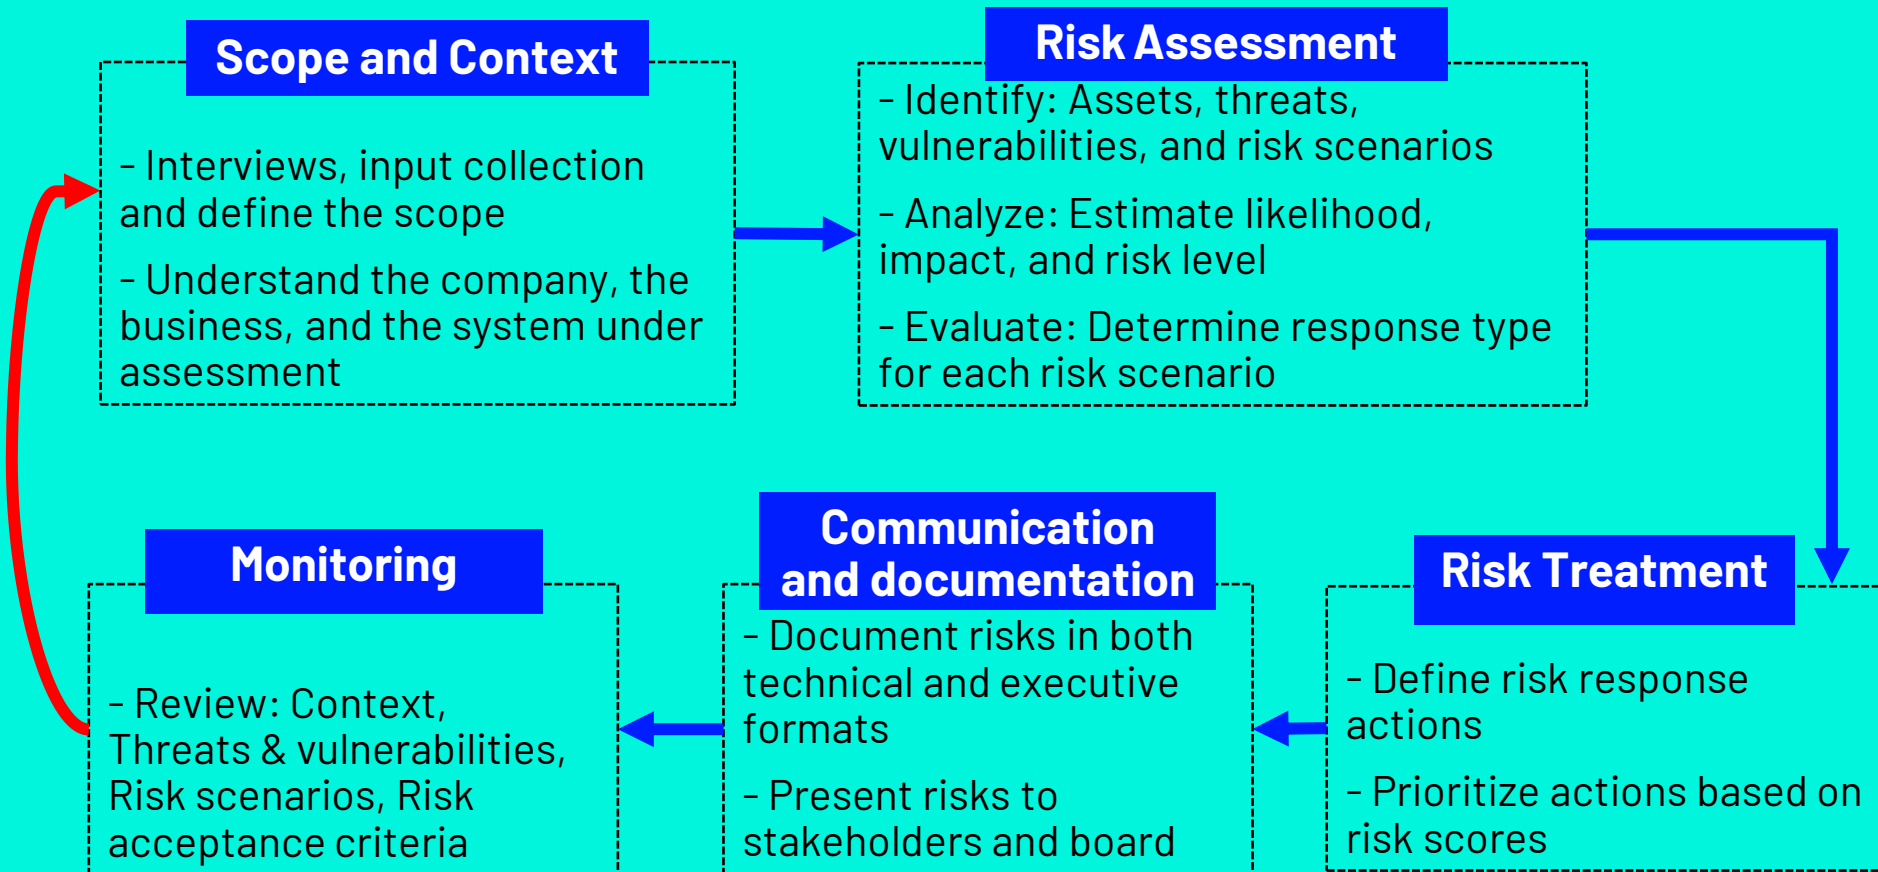 Scope and Context
- Interviews, input collection
and define the scope
- Understand the company, the
business, and the system under
assessment
Risk Assessment
- Identify: Assets, threats,
vulnerabilities, and risk scenarios
- Analyze: Estimate likelihood,
impact, and risk level
- Evaluate: Determine response type
for each risk scenario
Risk Treatment
- Define risk response
actions
- Prioritize actions based on
risk scores
Communication
and documentation
- Document risks in both
technical and executive
formats
- Present risks to
stakeholders and board
Monitoring
- Review: Context,
Threats & vulnerabilities,
Risk scenarios, Risk
acceptance criteria